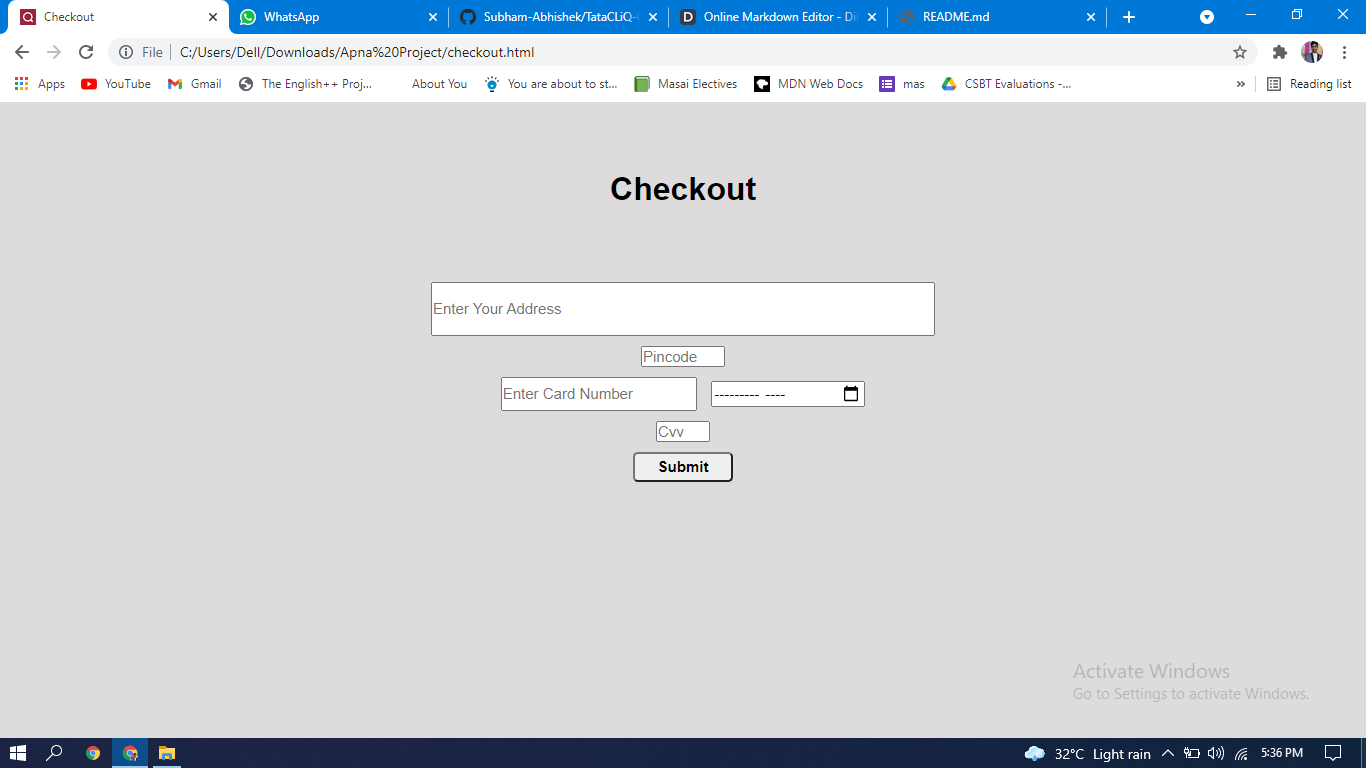 Checkout
WhatsApp
Subham-Abhishek/TataCLiQ-
Online Markdown Editor - Di
README.md
File
C:/Users/Dell/Downloads/Apna%20Project/checkout.html
Apps
YouTube
Gmail
The English++ Proj...
About You
You are about to st...
Masai Electives
MDN Web Docs
mas
CSBT Evaluations -...
»
Reading list
Checkout
Enter Your Address
Pincode
Enter Card Number
--------- ----
Cvv
Submit
Activate Windows
Go to Settings to activate Windows.
32°C Light rain
5:36 PM